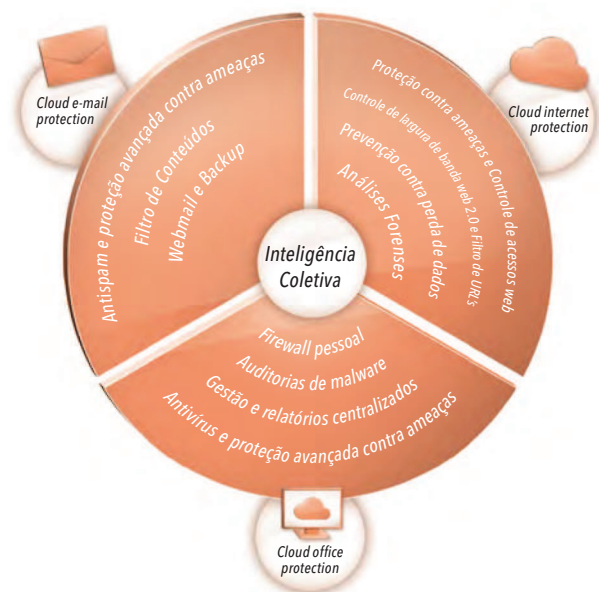 Cloud e-mail
protection
Antispam e proteção avançada contra ameaças
Filtro de Conteúdos
Webmail e Backup
Cloud internet
protection
Proteção contra ameaças e Controle de acessos web
Controle de largura de banda web 2.0 e Filtro de URL's
Prevenção contra perda de dados
Análises Forenses
Inteligência
Coletiva
Firewall pessoal
Auditorias de malware
Gestão e relatórios centralizados
Antivírus e proteção avançada contra ameaças
Cloud office
protection